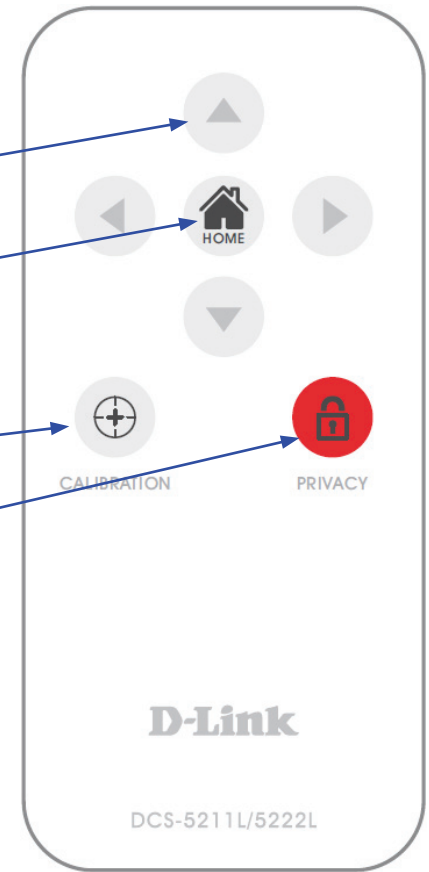 HOME
CALIBRATION
PRIVACY
D-Link
DCS-5211L/5222L